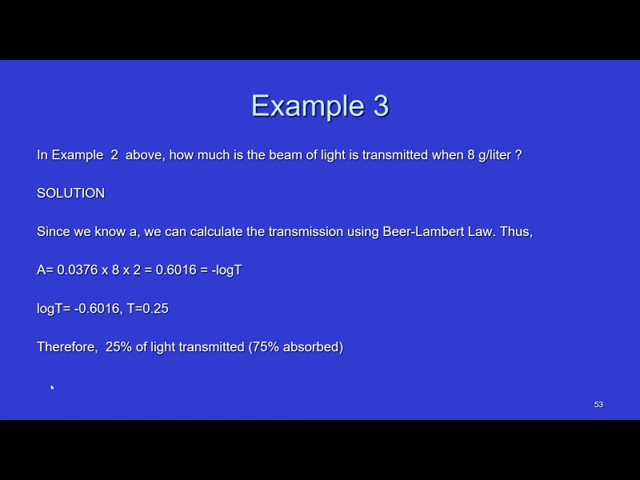 Example 3
In Example 2 above, how much is the beam of light is transmitted when 8 g/liter ?
SOLUTION
Since we know a, we can calculate the transmission using Beer-Lambert Law. Thus,
A= 0.0376 x 8 x 2 = 0.6016 = -logT
logT= -0.6016, T=0.25
Therefore, 25% of light transmitted (75% absorbed)
53